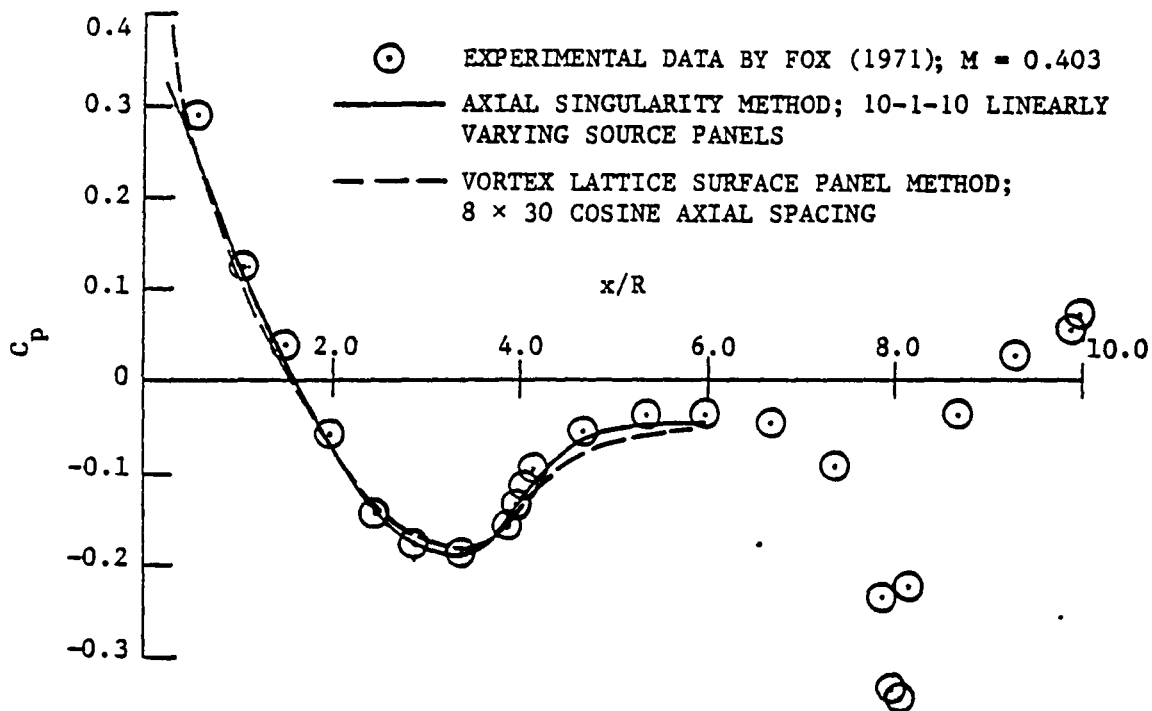 0.4
EXPERIMENTAL DATA BY FOX (1971); M = 0.403
0.3
AXIAL SINGULARITY METHOD; 10-1-10 LINEARLY
VARYING SOURCE PANELS
0.2
VORTEX LATTICE SURFACE PANEL METHOD;
8 × 30 COSINE AXIAL SPACING
0.1
x/R
Cp
2.0
4.0
6.0
8.0
10.0
0
-0.1
-0.2
-0.3